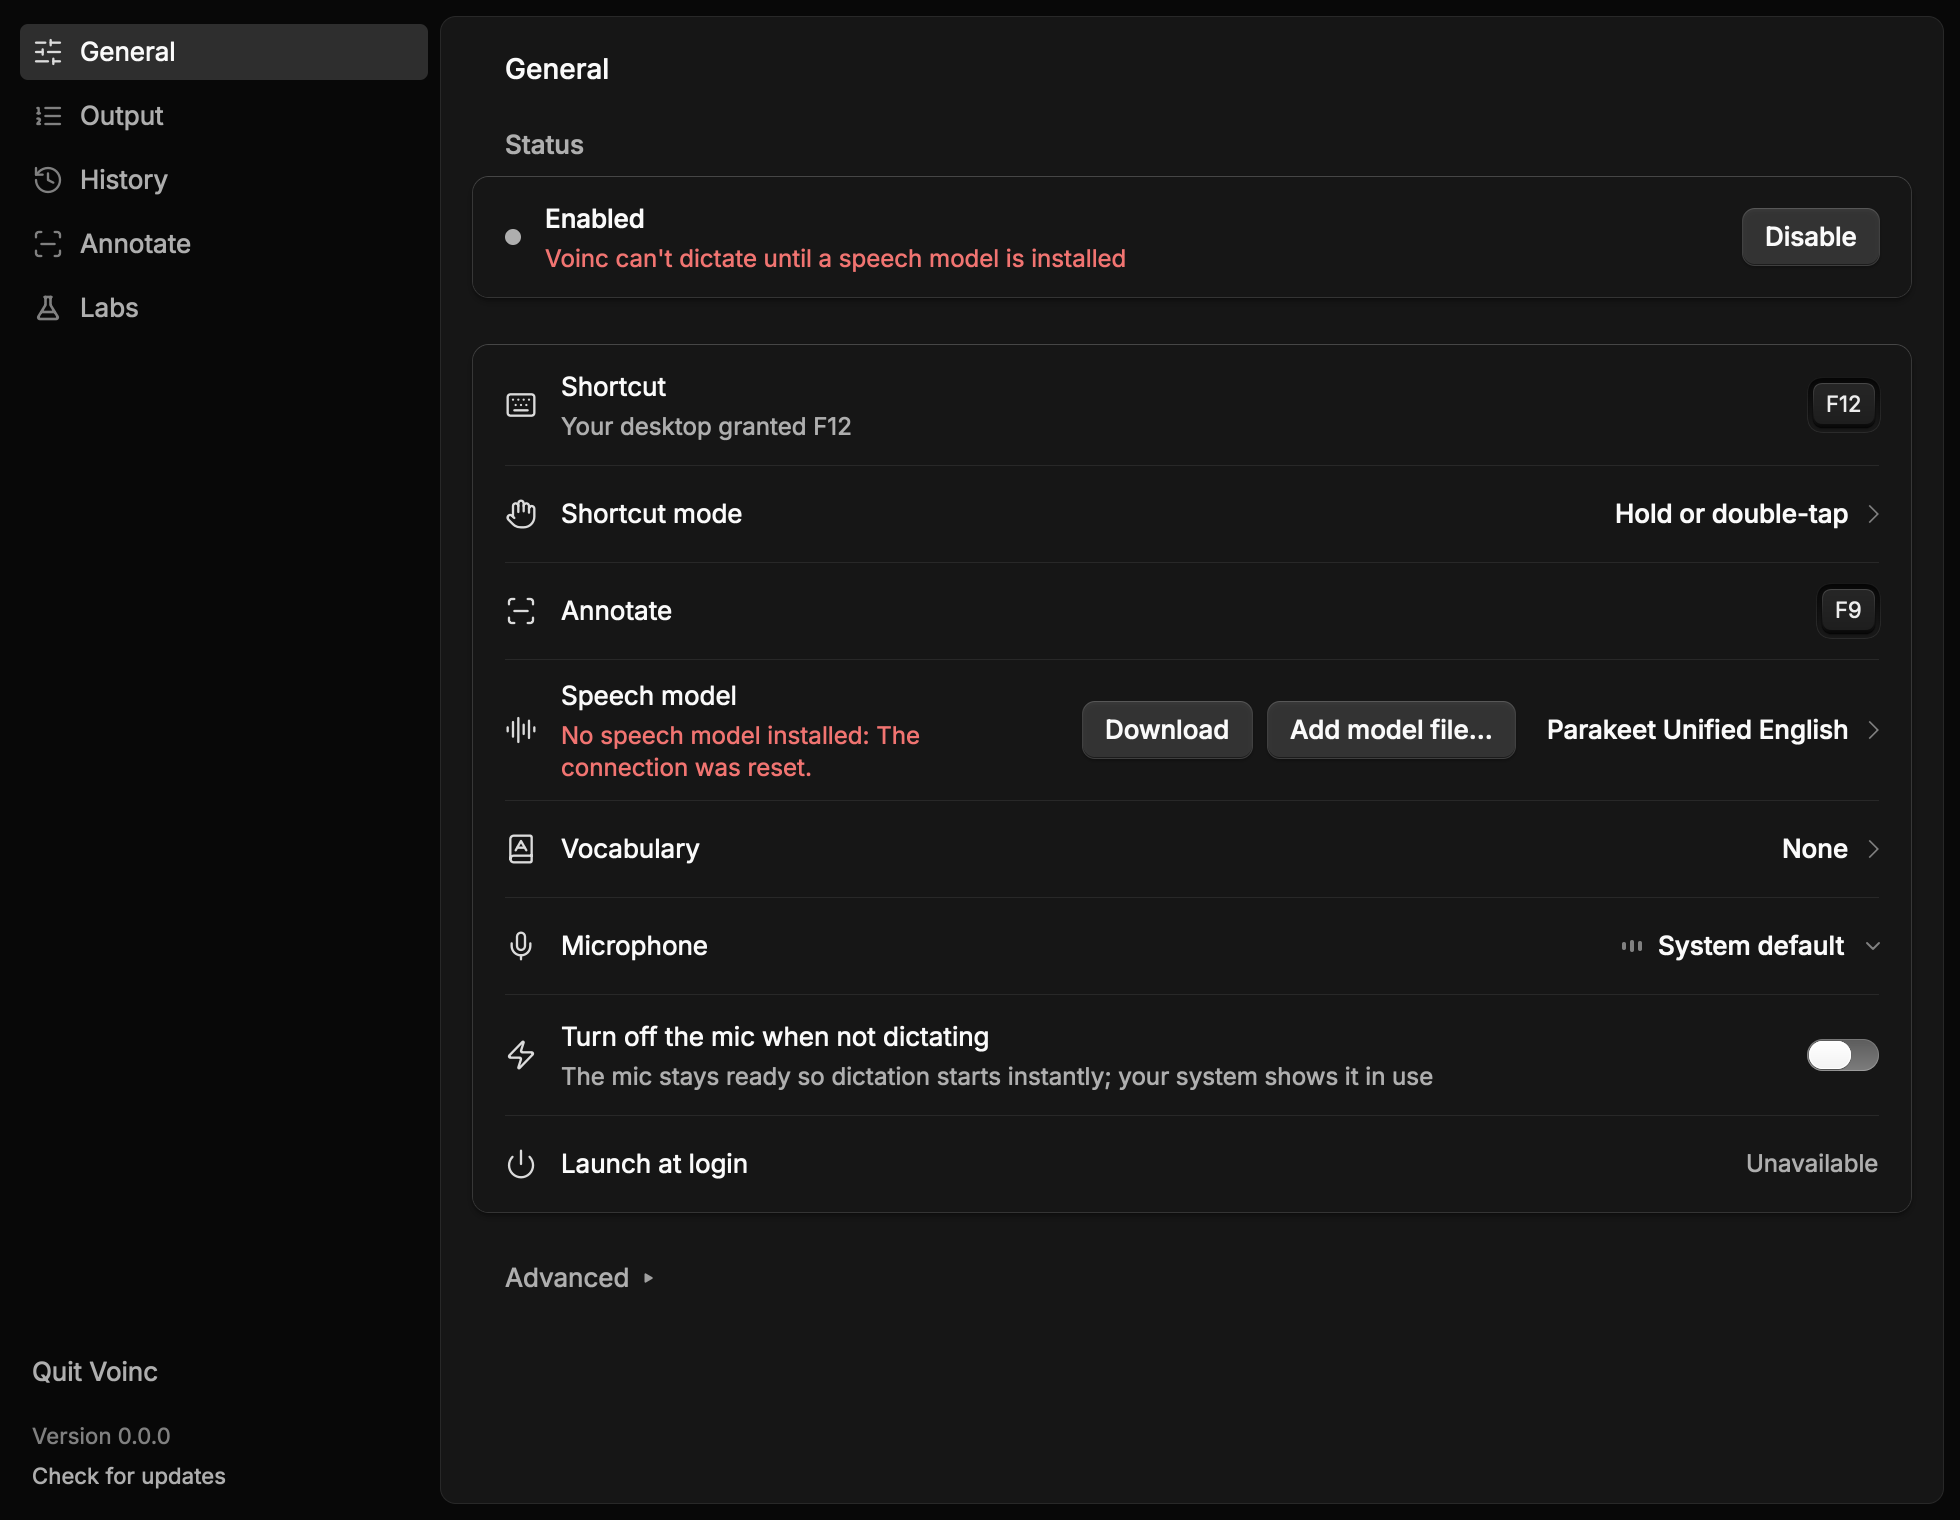 General
Output
History
Annotate
Labs
Quit Voinc
Version 0.0.0
Check for updates
General
Status
Enabled
Voinc can't dictate until a speech model is installed
Disable
Shortcut
Your desktop granted F12
F12
Shortcut mode
Hold or double-tap
Annotate
F9
Speech model
No speech model installed: The
connection was reset.
Download
Add model file...
Parakeet Unified English
Vocabulary
None
Microphone
System default
Turn off the mic when not dictating
The mic stays ready so dictation starts instantly; your system shows it in use
Launch at login
Unavailable
Advanced